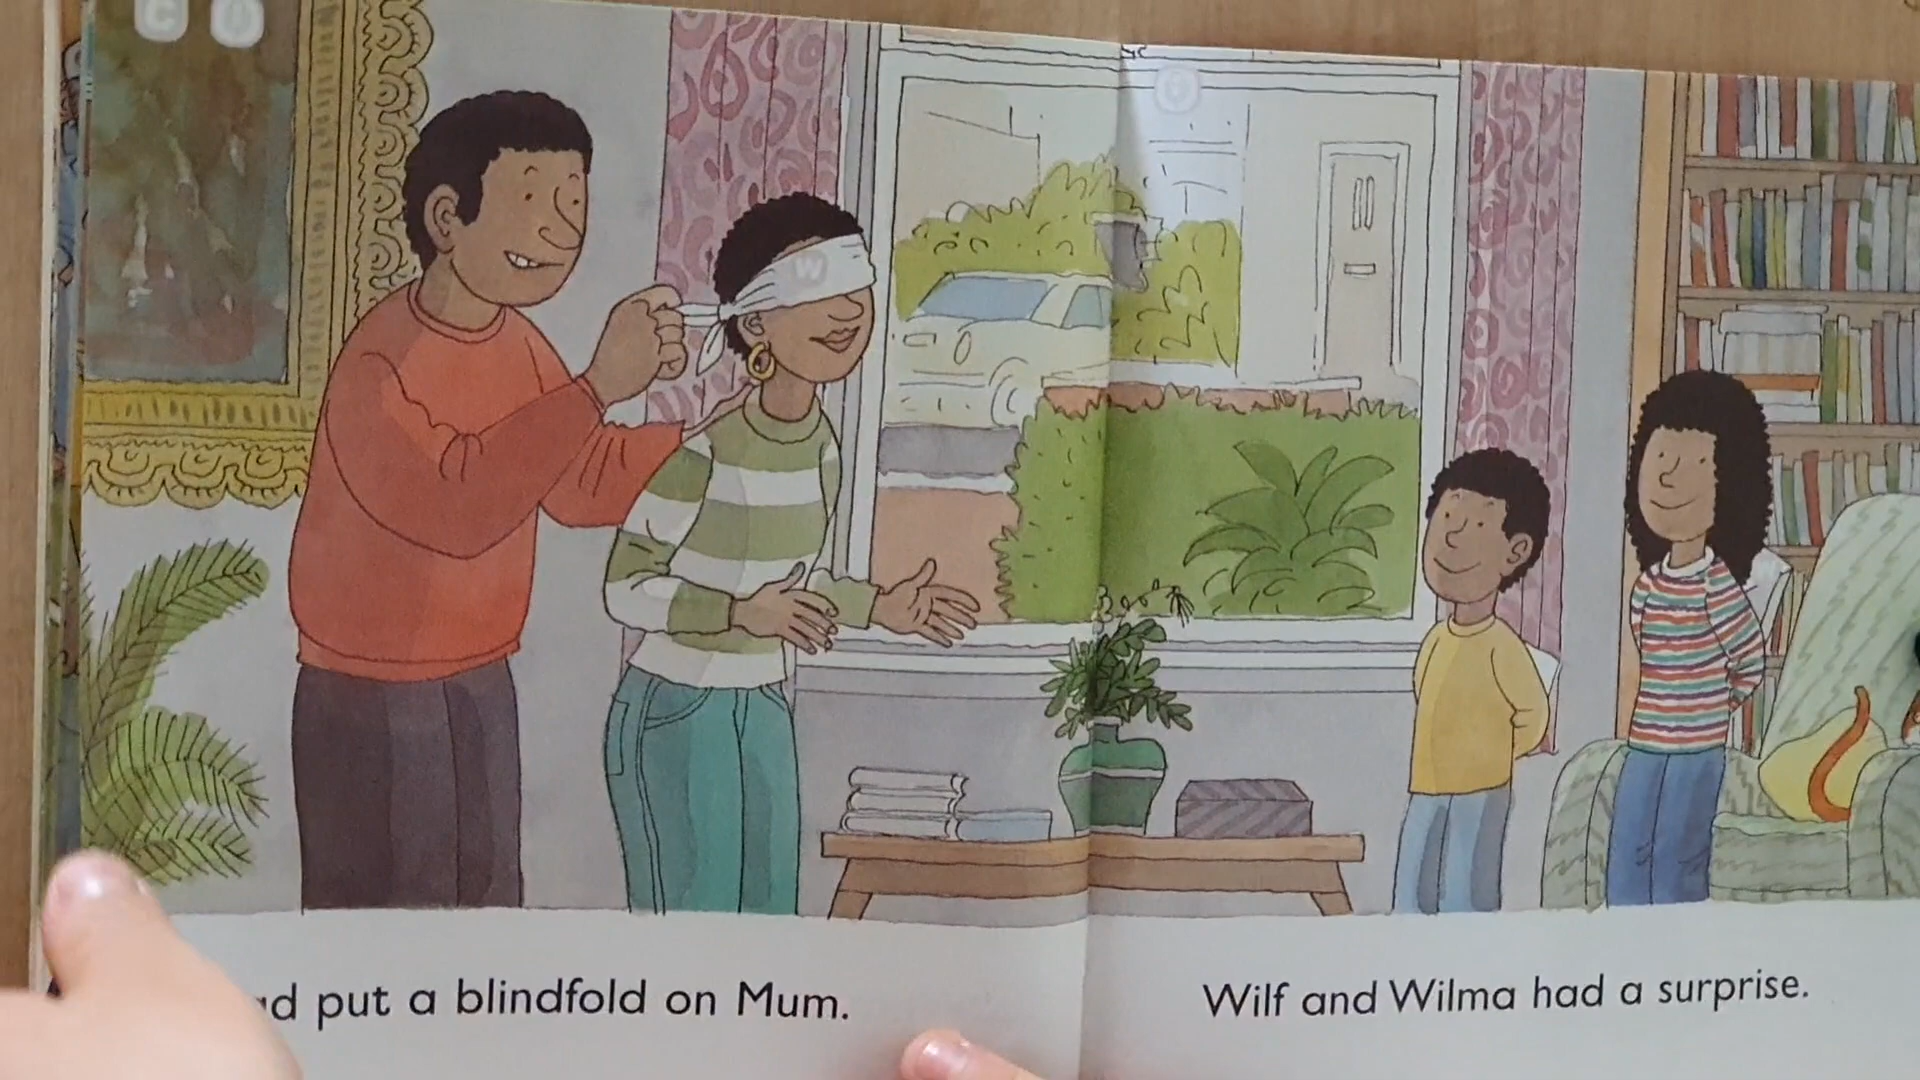 put a blindfold on Mum.
Wilf and Wilma had a surprise.